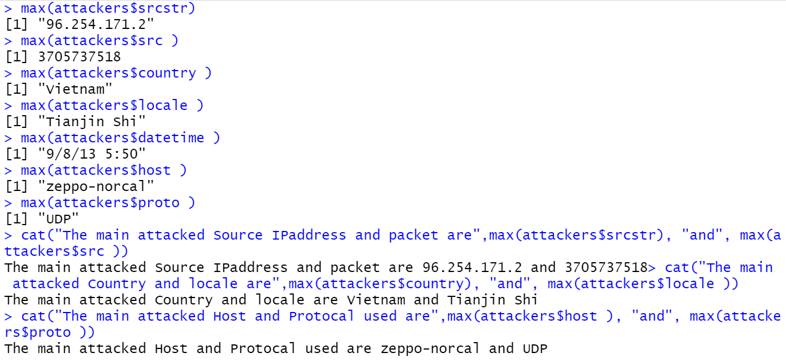 > max(attackers$srcstr)
[1] "96.254.171.2"
> max(attackers$src )
[1] 3705737518
> max(attackers$country )
[1] "Vietnam"
> max(attackers$locale )
[1] "Tianjin Shi"
> max(attackers$datetime )
[1] "9/8/13 5:50"
> max(attackers$host )
[1] "zeppo-norcal"
> max(attackers$proto )
[1] "UDP"
> cat("The main attacked Source IPaddress and packet are",max(attackers$srcstr), "and", max(a
ttackers$src ))
The main attacked Source IPaddress and packet are 96.254.171.2 and 3705737518> cat("The main
 attacked Country and locale are",max(attackers$country), "and", max(attackers$locale ))
The main attacked Country and locale are Vietnam and Tianjin Shi
> cat("The main attacked Host and Protocal used are",max(attackers$host ), "and", max(attacke
rs$proto ))
The main attacked Host and Protocal used are zeppo-norcal and UDP